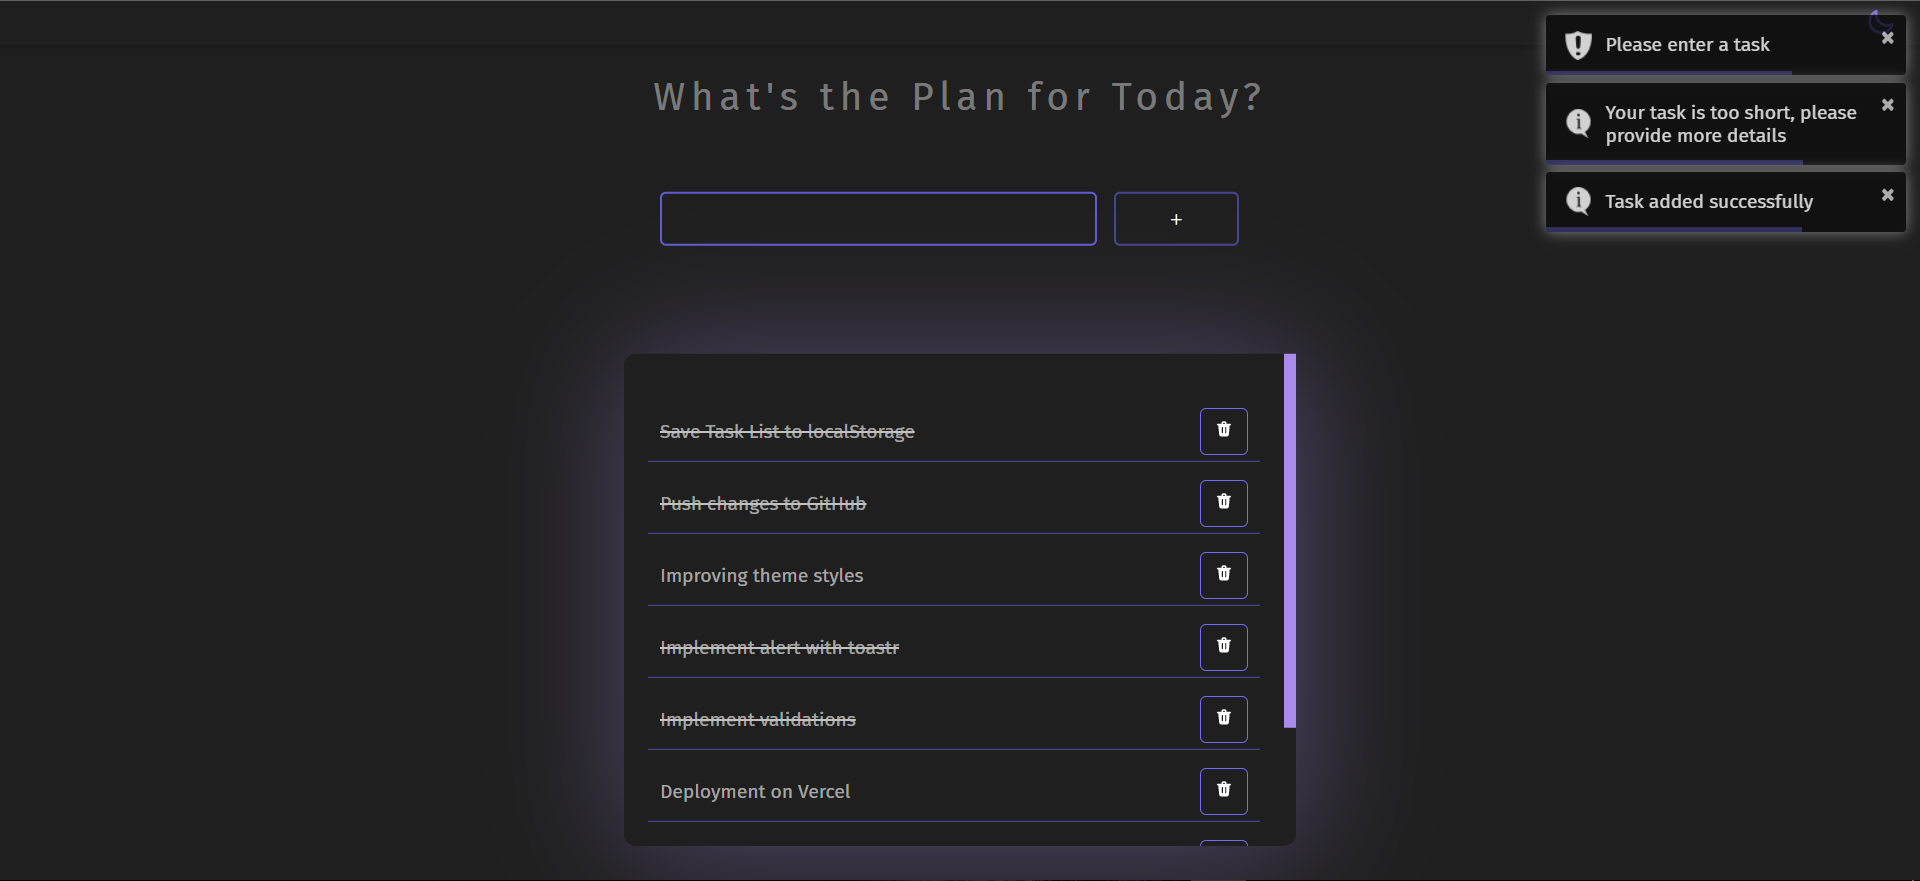 What's the Plan for Today?
+
Please enter a task
Your task is too short, please
provide more details
Task added successfully
Save Task List to localStorage
Push changes to GitHub
Improving theme styles
Implement alert with toastr
Implement validations
Deployment on Vercel